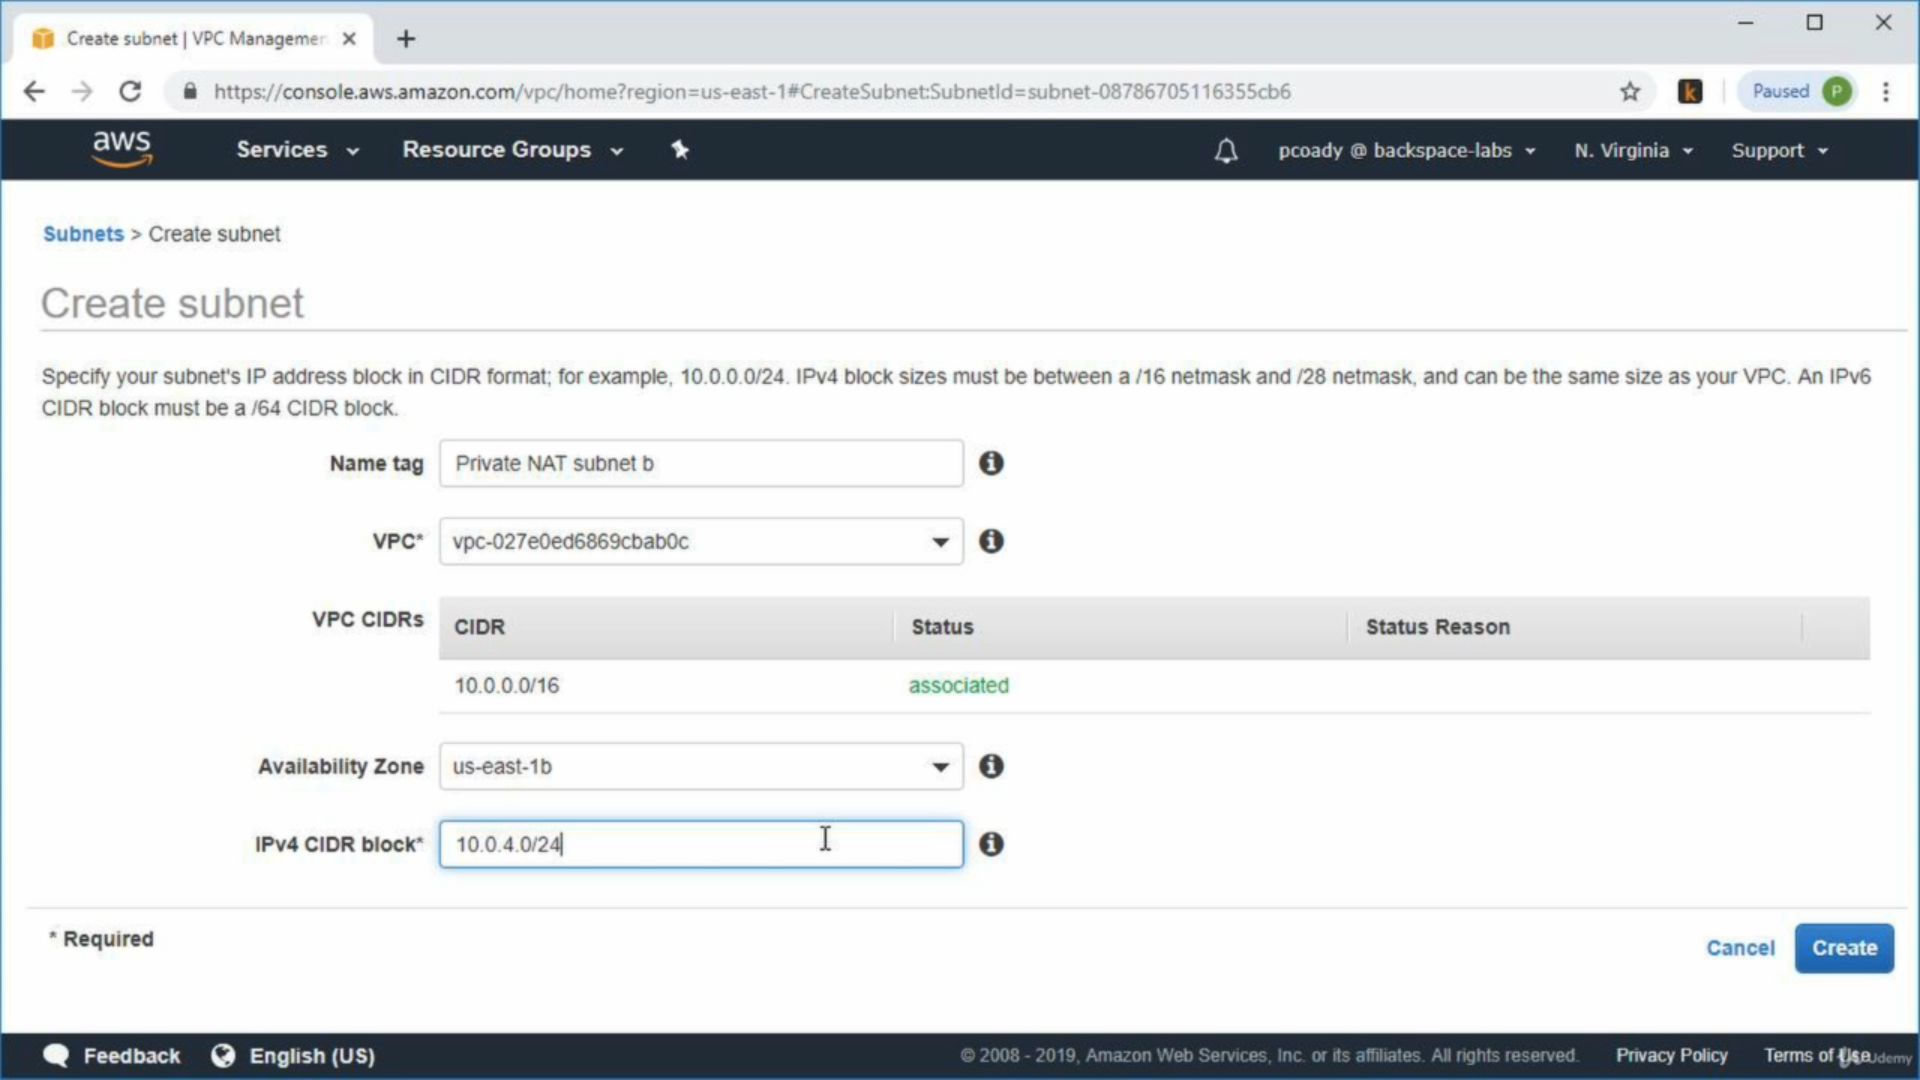 Create subnet | VPC Managemen
https://console.aws.amazon.com/vpc/home?region=us-east-1#CreateSubnet:SubnetId=subnet-08786705116355cb6
k
Paused P
aws Services Resource Groups pcoady @ backspace-labs N. Virginia Support
Subnets > Create subnet
Create subnet
Specify your subnet's IP address block in CIDR format; for example, 10.0.0.0/24. IPv4 block sizes must be between a /16 netmask and /28 netmask, and can be the same size as your VPC. An IPv6
CIDR block must be a /64 CIDR block.
Name tag Private NAT subnet b
VPC* vpc-027e0ed6869cbab0c
VPC CIDRs CIDR Status Status Reason
10.0.0.0/16 associated
Availability Zone us-east-1b
IPv4 CIDR block* 10.0.4.0/24
* Required
Cancel Create
Feedback English (US) © 2008 - 2019, Amazon Web Services, Inc. or its affiliates. All rights reserved. Privacy Policy Terms of Use Udemy